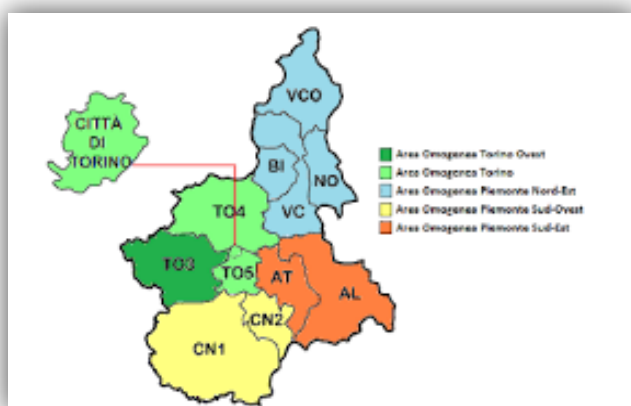 VCO
CITTÀ
DI
TORINO
BI
NO
TO4
VC
TO3
TO5
AT
AL
CN2
CN1
Area Omogenea Torino Ovest
Area Omogenea Torino
Area Omogenea Piemonte Nord-Est
Area Omogenea Piemonte Sud-Ovest
Area Omogenea Piemonte Sud-Est